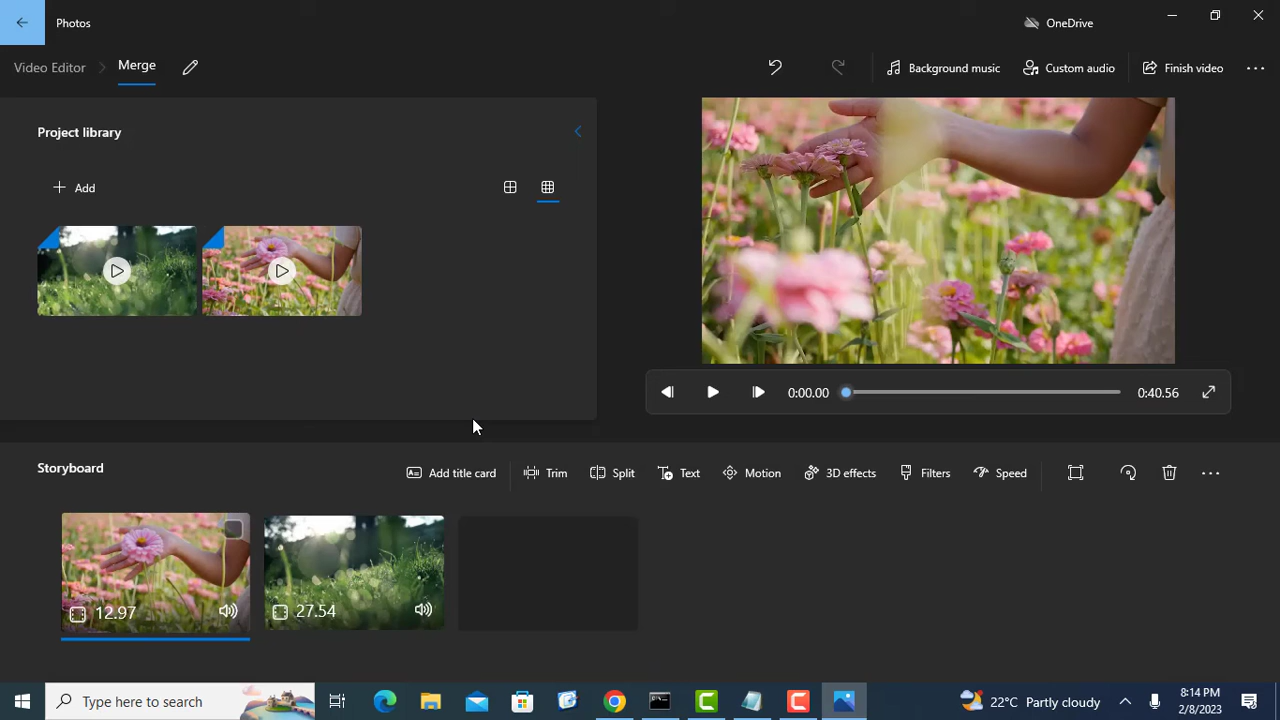 Photos
OneDrive
Video Editor
Merge
Background music
Custom audio
Finish video
Project library
Add
0:00.00
0:40.56
Storyboard
Add title card
Trim
Split
Text
Motion
3D effects
Filters
Speed
12.97
27.54
Type here to search
22°C Partly cloudy
8:14 PM
2/8/2023